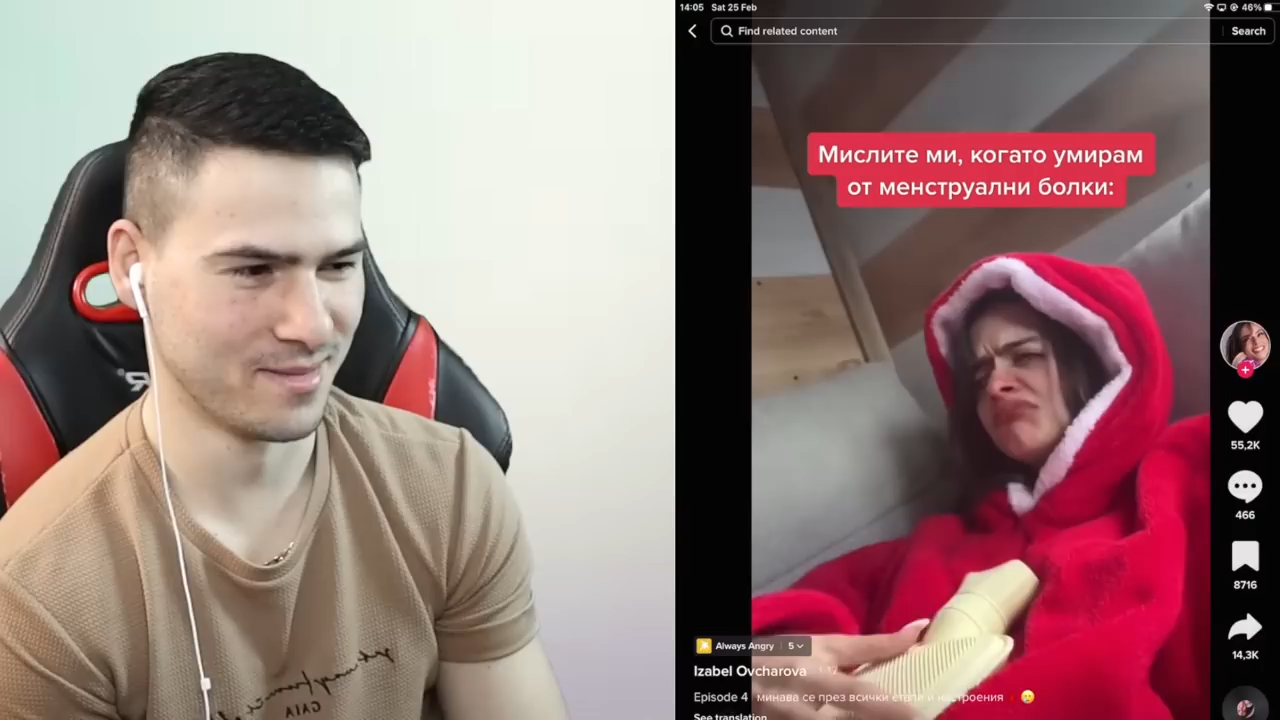 14:05 Sat 25 Feb
46%
Find related content
Search
Мислите ми, когато умирам
от менструални болки:
55,2K
466
8716
14,3K
Always Angry 5
Izabel Ovcharova
Episode 4 минава се през всички етапи и настроения
See translation
GAIA